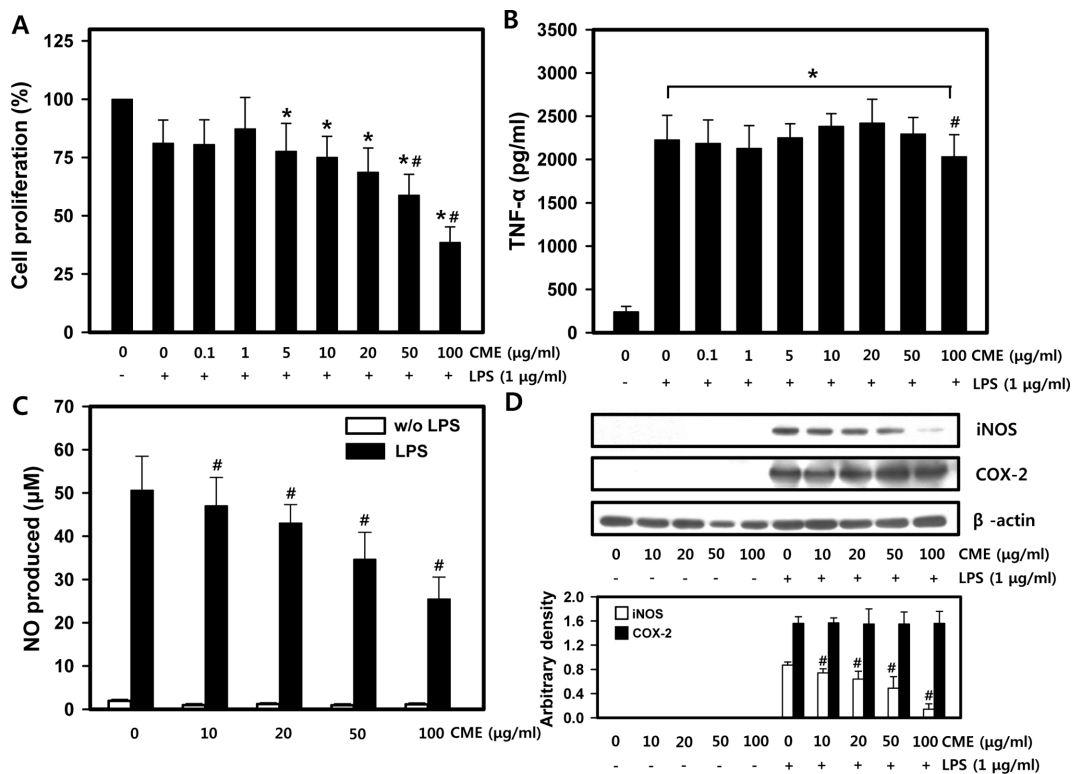 A
Cell proliferation (%)
125
100
75
50
25
0
* * * *# *#
0 0 0.1 1 5 10 20 50 100 CME (μg/ml)
- + + + + + + + + LPS (1 μg/ml)
B
TNF-α (pg/ml)
3500
3000
2500
2000
1500
1000
500
0
*
#
0 0 0.1 1 5 10 20 50 100 CME (μg/ml)
- + + + + + + + + LPS (1 μg/ml)
C
NO produced (μM)
70
60
50
40
30
20
10
0
w/o LPS
LPS
# # # #
0 10 20 50 100 CME (μg/ml)
D
iNOS
COX-2
β -actin
0 10 20 50 100 0 10 20 50 100 CME (μg/ml)
- - - - - + + + + + LPS (1 μg/ml)
Arbitrary density
2.0
1.6
1.2
0.8
0.4
0.0
iNOS
COX-2
# # # #
0 10 20 50 100 0 10 20 50 100 CME (μg/ml)
- - - - - + + + + + LPS (1 μg/ml)